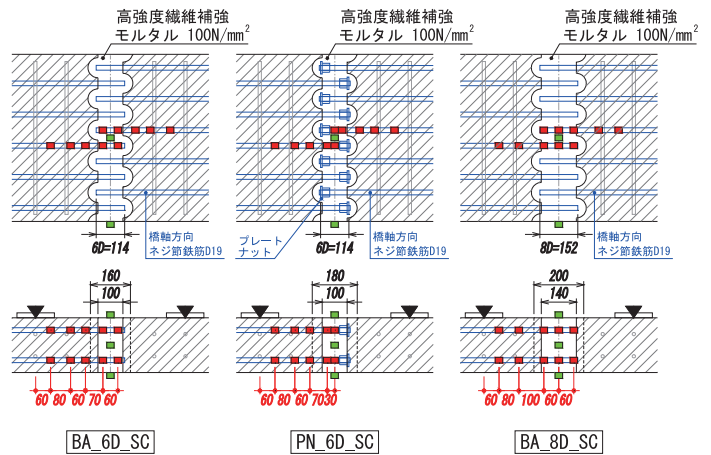 高強度繊維補強
モルタル 100N/mm²
高強度繊維補強
モルタル 100N/mm²
高強度繊維補強
モルタル 100N/mm²
6D=114
橋軸方向
ネジ節鉄筋D19
プレート
ナット
6D=114
橋軸方向
ネジ節鉄筋D19
8D=152
橋軸方向
ネジ節鉄筋D19
160
100
180
100
200
140
60 80 60 70 60
60 80 60 70 30
60 80 100 60 60
BA_6D_SC
PN_6D_SC
BA_8D_SC